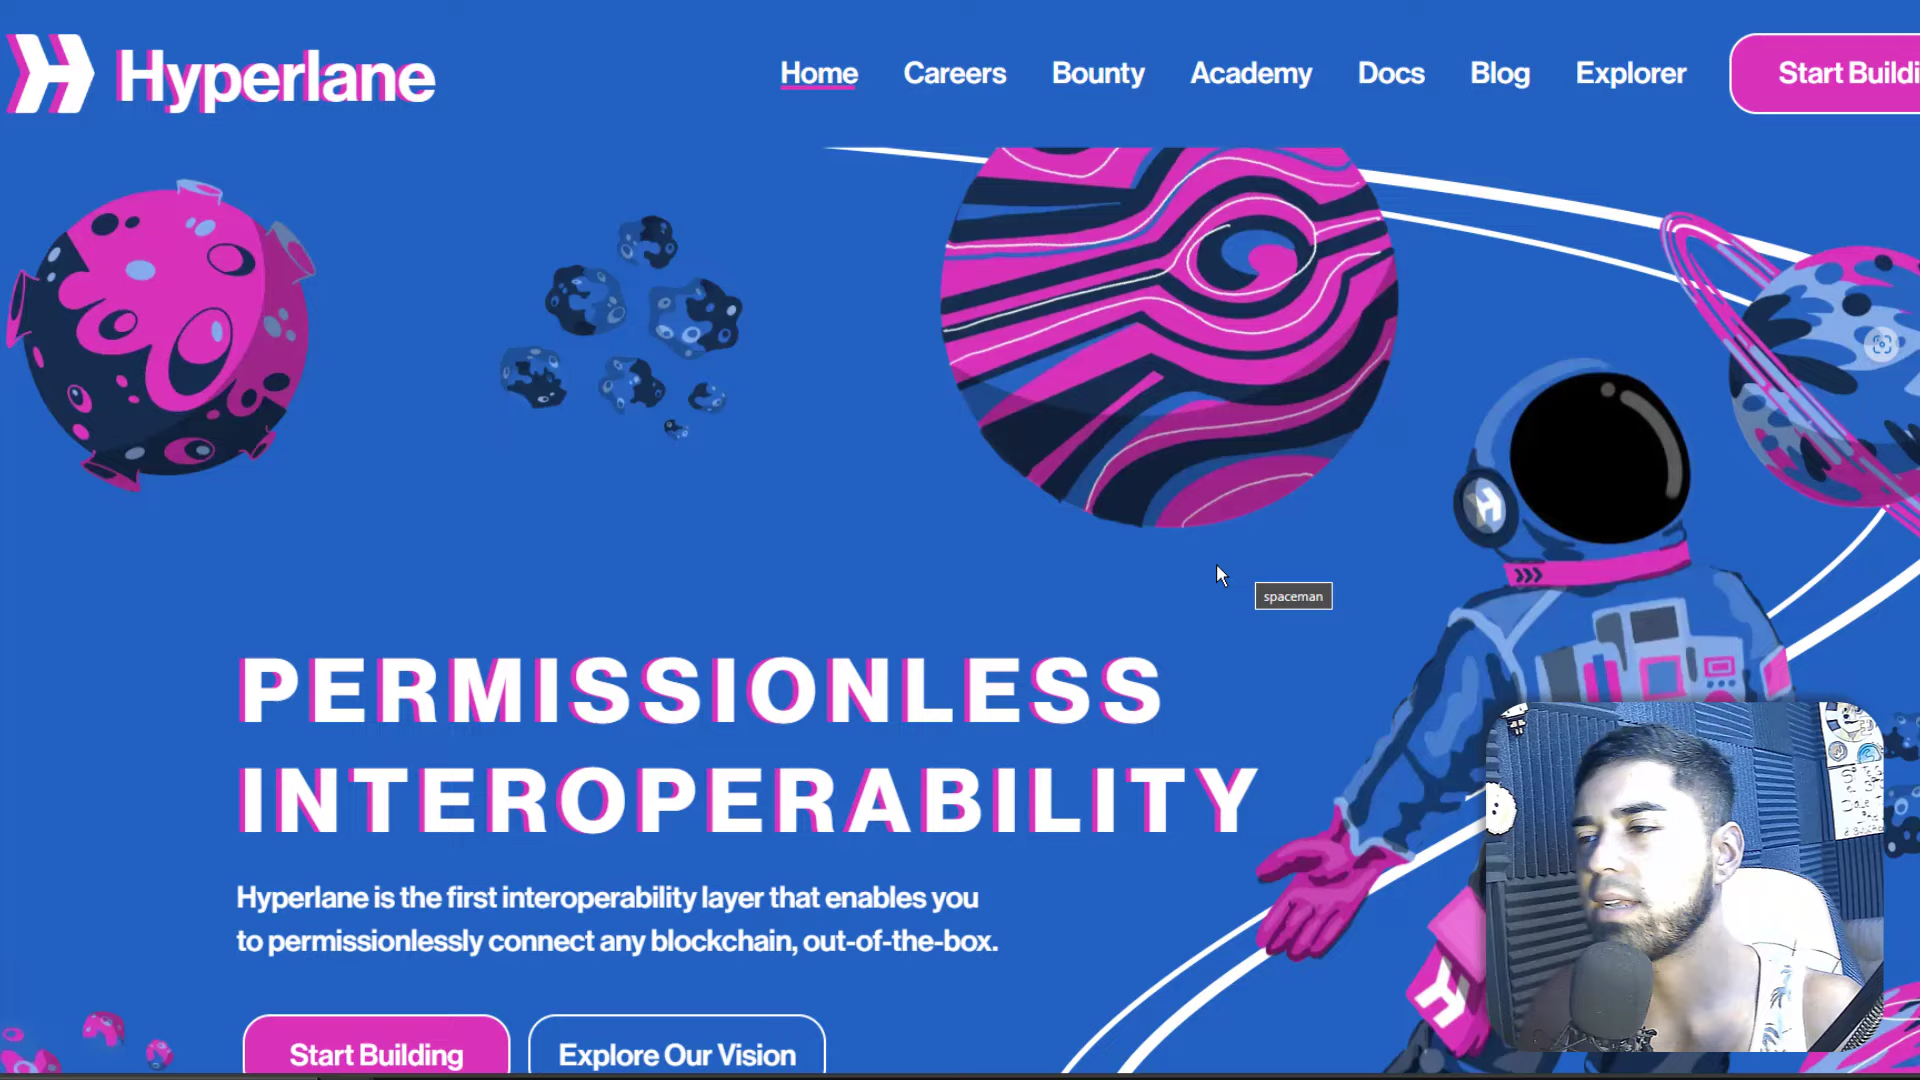 Hyperlane
Home Careers Bounty Academy Docs Blog Explorer Start Buildi
spaceman
PERMISSIONLESS
INTEROPERABILITY
Hyperlane is the first interoperability layer that enables you
to permissionlessly connect any blockchain, out-of-the-box.
Start Building Explore Our Vision